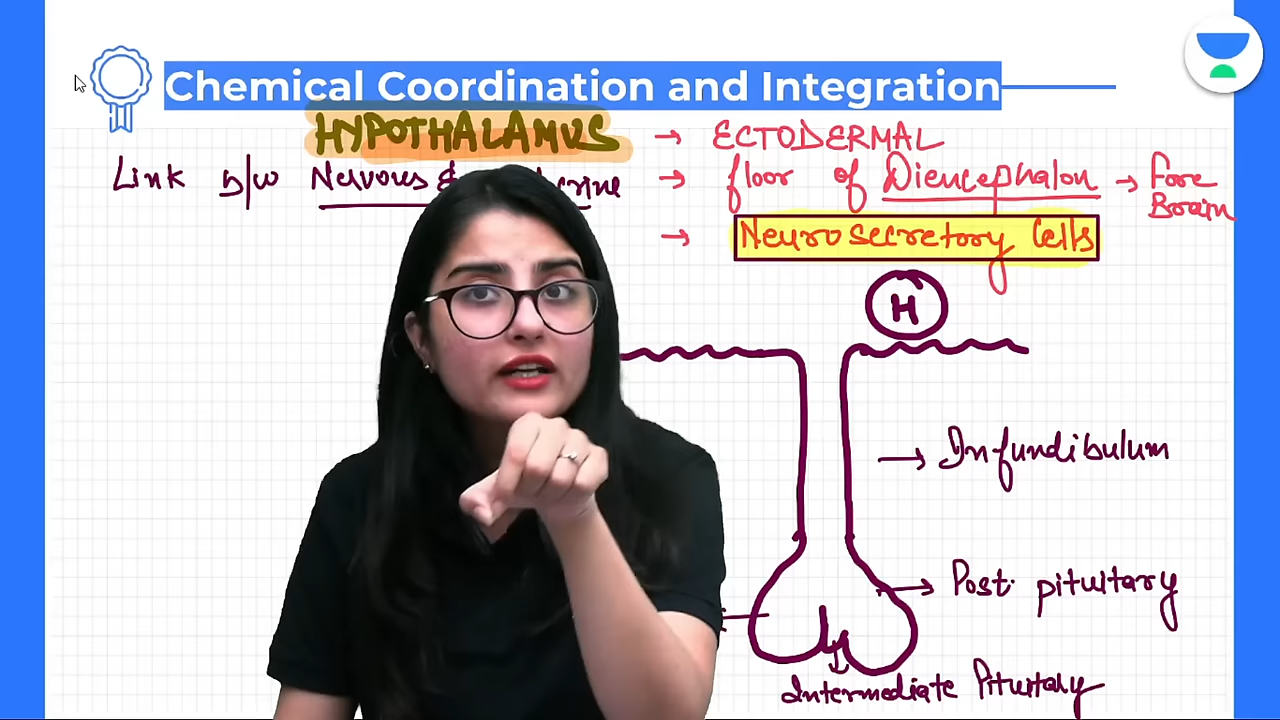 Chemical Coordination and Integration
HYPOTHALAMUS → ECTODERMAL
Link b/w Nervous & → floor of Diencephalon → Fore Brain
→ Neurosecretory Cells
H
→ Infundibulum
→ Post. pituitary
Intermediate Pituitary